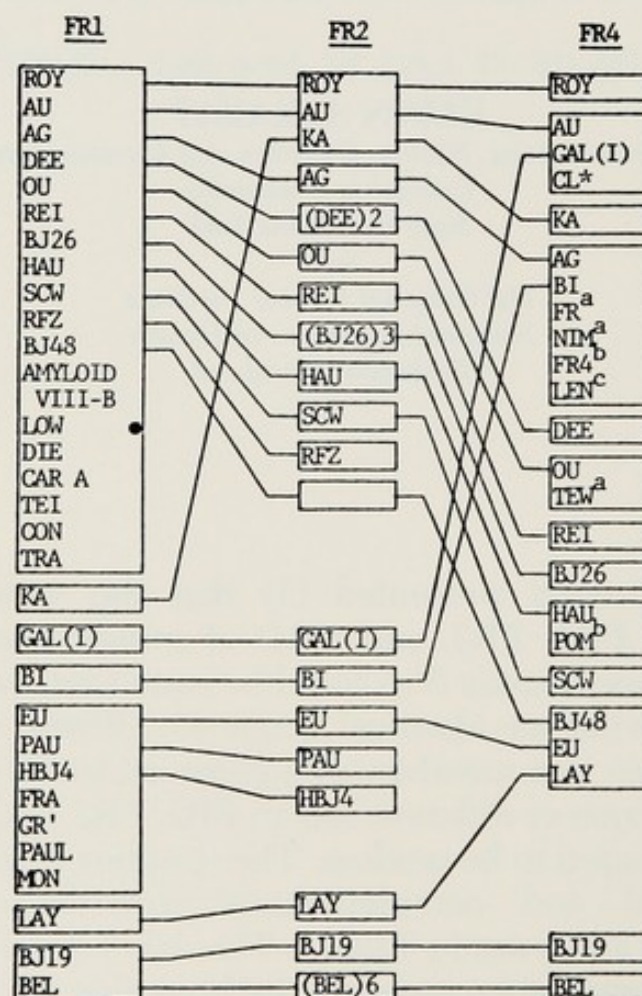 FR1
ROY
AU
AG
DEE
OU
REI
BJ26
HAU
SCW
RFZ
BJ48
AMYLOID
VIII-B
LOW
DIE
CAR A
TEI
CON
TRA
KA
GAL(I)
BI
EU
PAU
HBJ4
FRA
GR'
PAUL
MON
LAY
BJ19
BEL
FR2
ROY
AU
KA
AG
(DEE)2
OU
REI
(BJ26)3
HAU
SCW
RFZ
GAL(I)
BI
EU
PAU
HBJ4
LAY
BJ19
(BEL)6
FR4
ROY
AU
GAL(I)
CL*
KA
AG
BI
FRa
NIMa
FR4b
LENc
DEE
OU
TEWa
REI
BJ26
HAU
POMb
SCW
BJ48
EU
LAY
BJ19
BEL